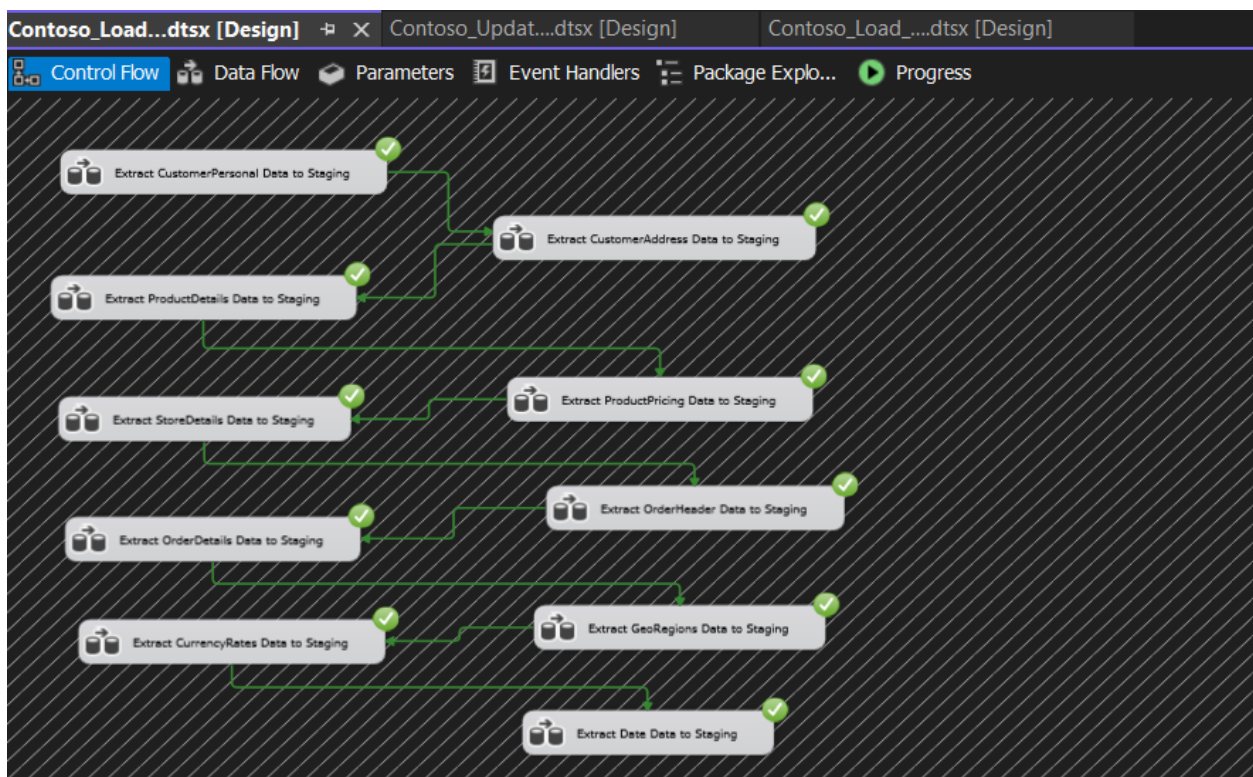 Contoso_Load...dtsx [Design] Contoso_Updat....dtsx [Design] Contoso_Load_....dtsx [Design]
Control Flow Data Flow Parameters Event Handlers Package Explo... Progress
Extract CustomerPersonal Data to Staging
Extract CustomerAddress Data to Staging
Extract ProductDetails Data to Staging
Extract ProductPricing Data to Staging
Extract StoreDetails Data to Staging
Extract OrderHeader Data to Staging
Extract OrderDetails Data to Staging
Extract GeoRegions Data to Staging
Extract CurrencyRates Data to Staging
Extract Date Data to Staging